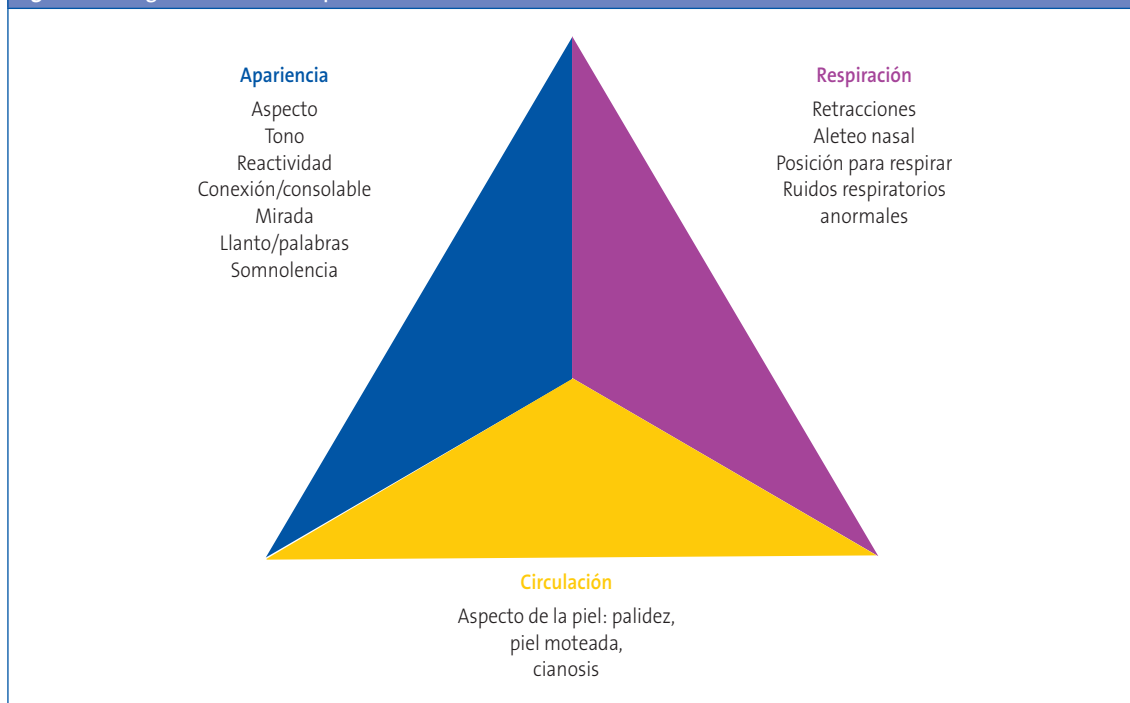 Apariencia
Aspecto
Tono
Reactividad
Conexión/consolable
Mirada
Llanto/palabras
Somnolencia
Respiración
Retracciones
Aleteo nasal
Posición para respirar
Ruidos respiratorios
anormales
Circulación
Aspecto de la piel: palidez,
piel moteada,
cianosis